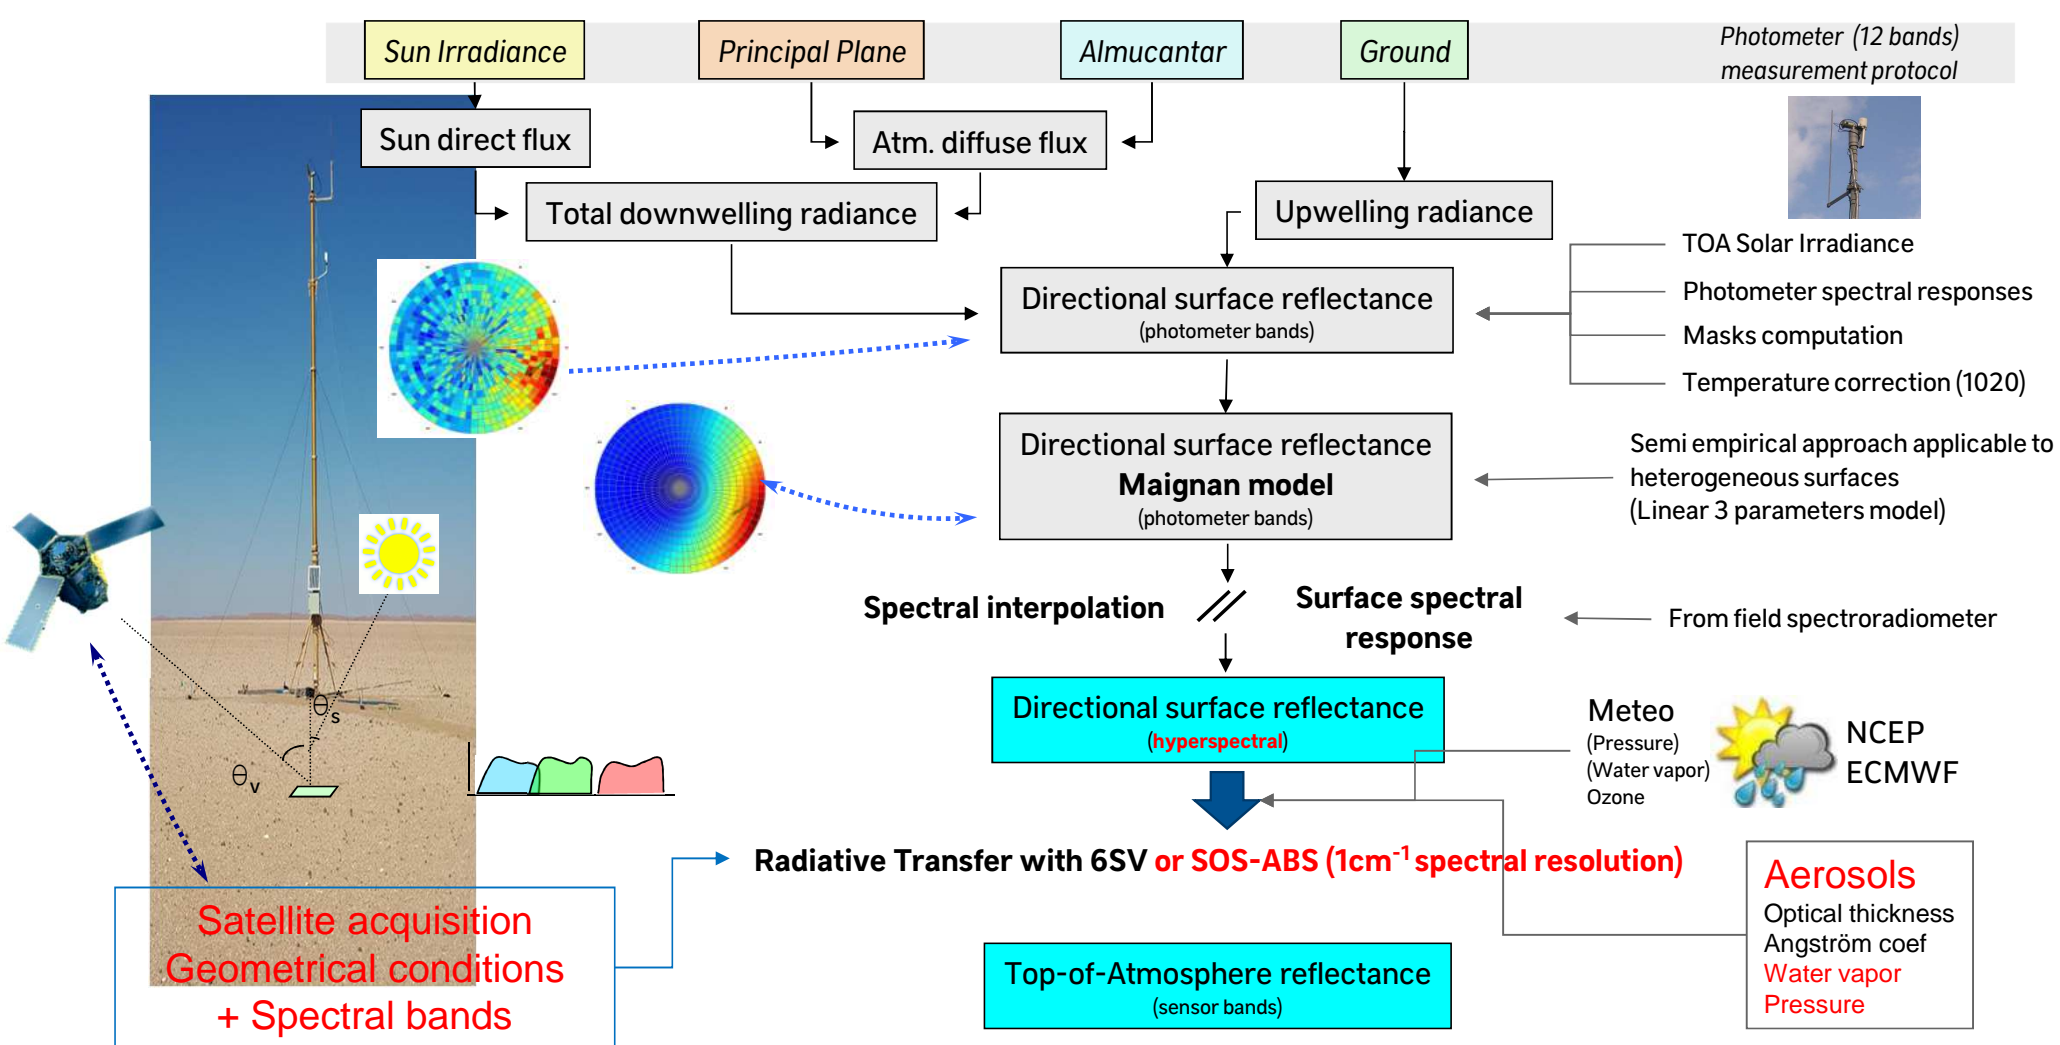 Sun Irradiance
Principal Plane
Almucantar
Ground
Photometer (12 bands)
measurement protocol
Sun direct flux
Atm. diffuse flux
Total downwelling radiance
Upwelling radiance
TOA Solar Irradiance
Photometer spectral responses
Masks computation
Temperature correction (1020)
Directional surface reflectance
(photometer bands)
Directional surface reflectance
Maignan model
(photometer bands)
Semi empirical approach applicable to
heterogeneous surfaces
(Linear 3 parameters model)
Spectral interpolation
Surface spectral
response
From field spectroradiometer
θs
θv
Directional surface reflectance
(hyperspectral)
Meteo
(Pressure)
(Water vapor)
Ozone
NCEP
ECMWF
Radiative Transfer with 6SV or SOS-ABS (1cm⁻¹ spectral resolution)
Satellite acquisition
Geometrical conditions
+ Spectral bands
Top-of-Atmosphere reflectance
(sensor bands)
Aerosols
Optical thickness
Angström coef
Water vapor
Pressure